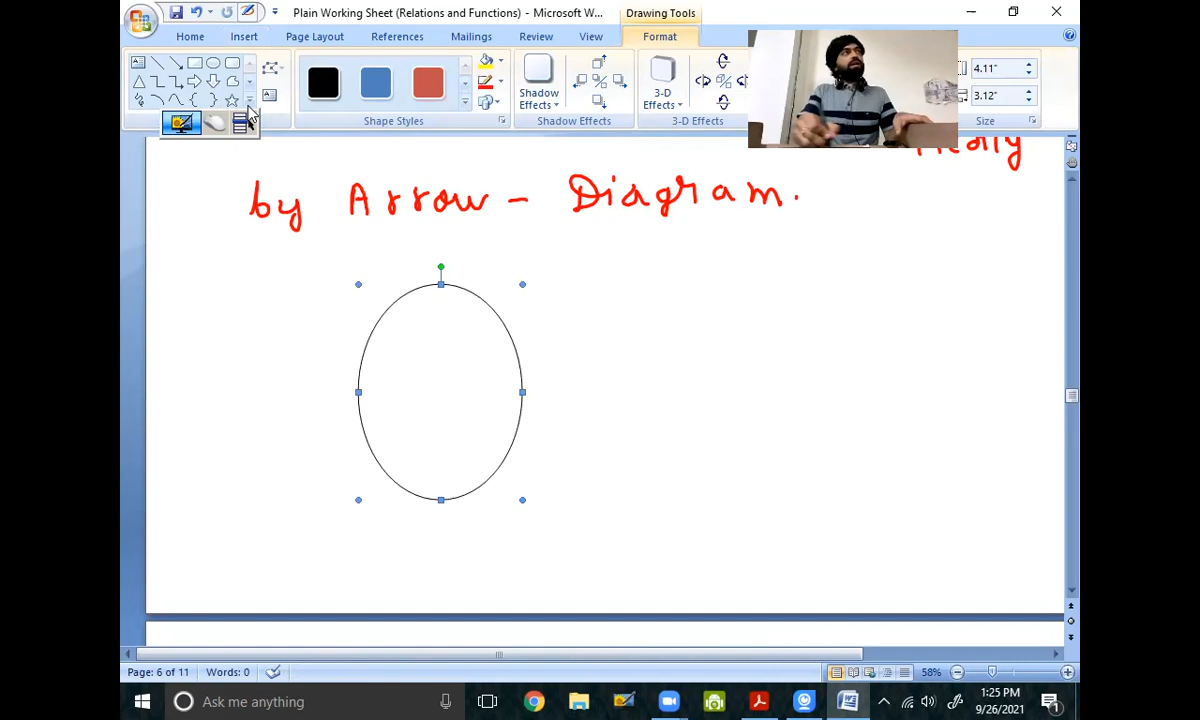 Plain Working Sheet (Relations and Functions) - Microsoft W...
Drawing Tools
Home Insert Page Layout References Mailings Review View Format
Shadow Effects
3-D Effects
4.11"
3.12"
Shape Styles
Shadow Effects
3-D Effects
Size
by Arrow - Diagram.
Page: 6 of 11
Words: 0
58%
Ask me anything
1:25 PM
9/26/2021